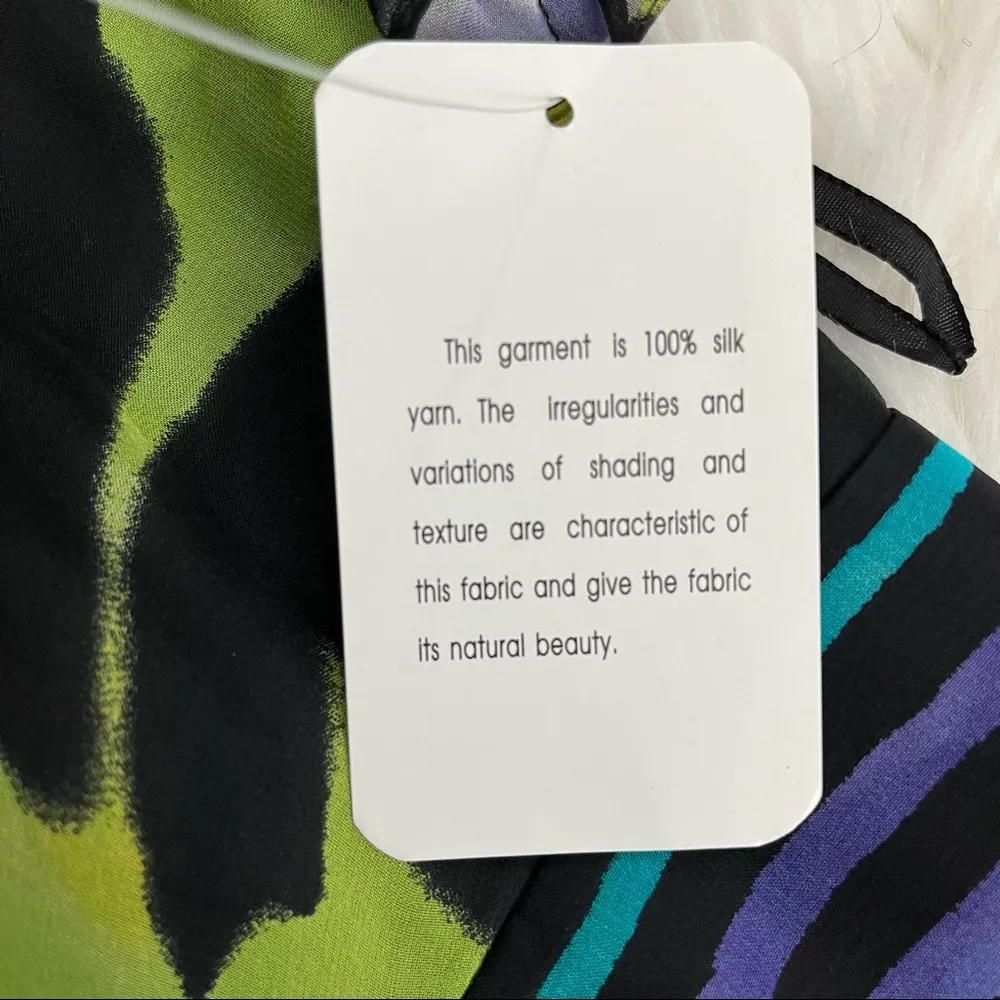 This garment is 100% silk
yarn. The irregularities and
variations of shading and
texture are characteristic of
this fabric and give the fabric
its natural beauty.